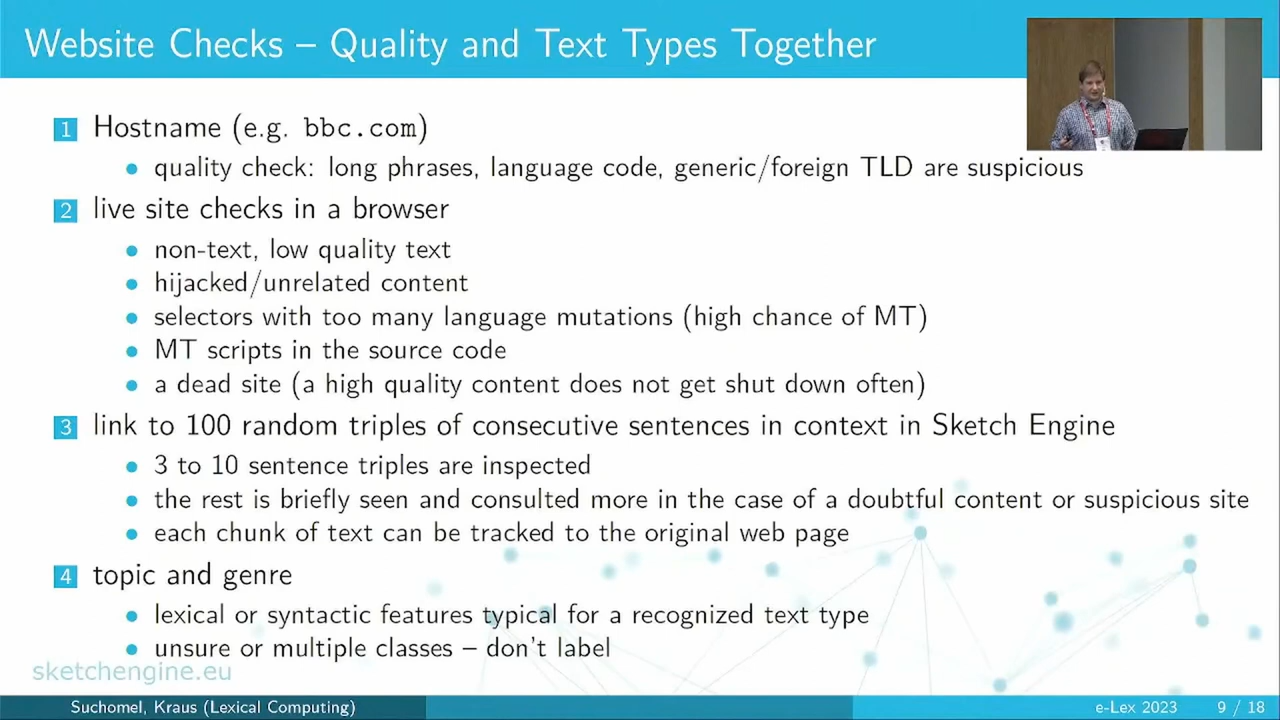 Website Checks – Quality and Text Types Together
1 Hostname (e.g. bbc.com)
• quality check: long phrases, language code, generic/foreign TLD are suspicious
2 live site checks in a browser
• non-text, low quality text
• hijacked/unrelated content
• selectors with too many language mutations (high chance of MT)
• MT scripts in the source code
• a dead site (a high quality content does not get shut down often)
3 link to 100 random triples of consecutive sentences in context in Sketch Engine
• 3 to 10 sentence triples are inspected
• the rest is briefly seen and consulted more in the case of a doubtful content or suspicious site
• each chunk of text can be tracked to the original web page
4 topic and genre
• lexical or syntactic features typical for a recognized text type
• unsure or multiple classes – don't label
sketchengine.eu
Suchomel, Kraus (Lexical Computing)
e-Lex 2023
9 / 18